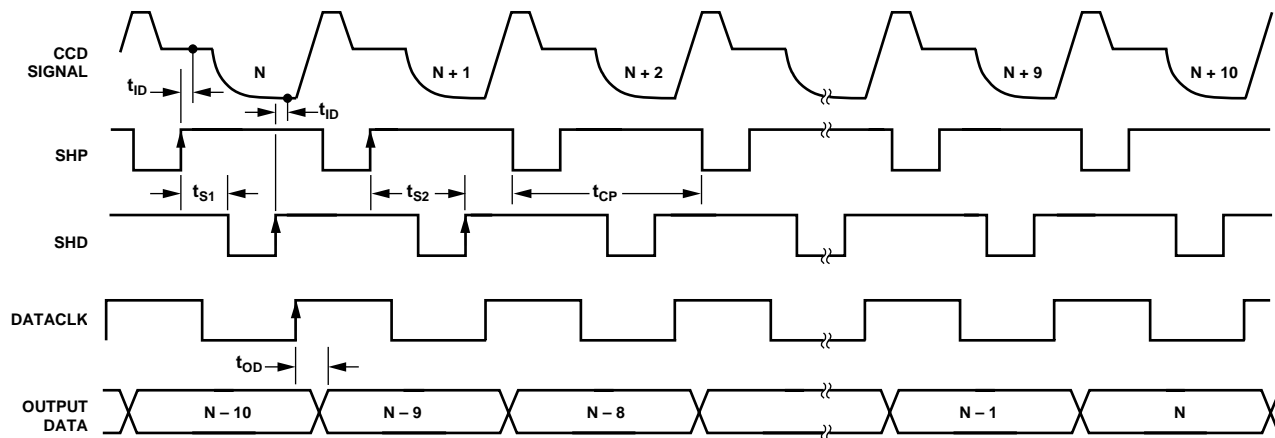 CCD
SIGNAL
N
N + 1
N + 2
N + 9
N + 10
tID
tID
SHP
tS1
tS2
tCP
SHD
DATACLK
tOD
OUTPUT
DATA
N – 10
N – 9
N – 8
N – 1
N